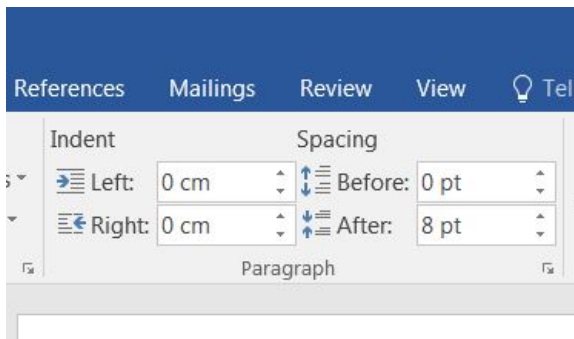 References Mailings Review View Tel
Indent Spacing
Left: 0 cm Before: 0 pt
Right: 0 cm After: 8 pt
Paragraph